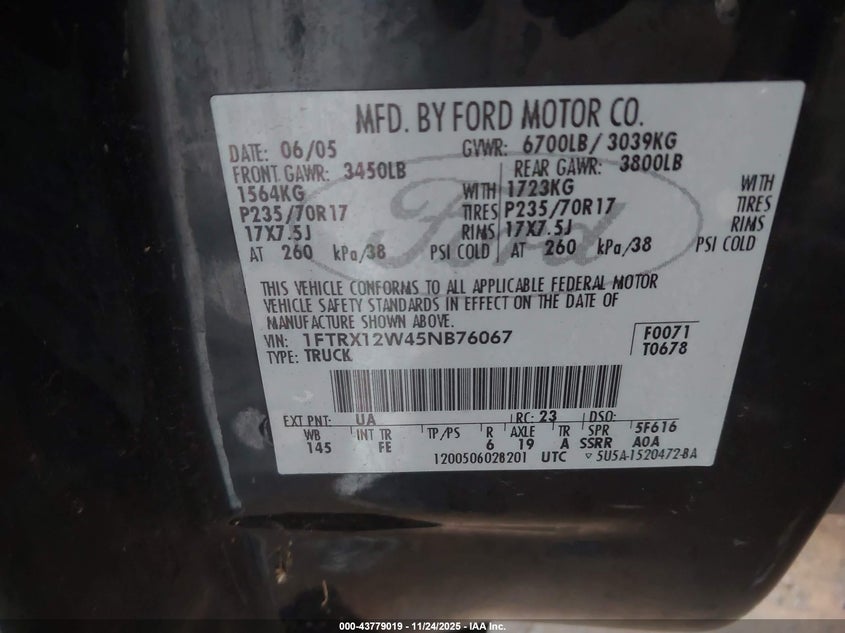 MFD. BY FORD MOTOR CO.
DATE: 06/05 GVWR: 6700LB / 3039KG
FRONT GAWR: 3450LB REAR GAWR: 3800LB
1564KG WITH 1723KG WITH
P235/70R17 TIRES P235/70R17 TIRES
17X7.5J RIMS 17X7.5J RIMS
AT 260 kPa/38 PSI COLD AT 260 kPa/38 PSI COLD
Ford
THIS VEHICLE CONFORMS TO ALL APPLICABLE FEDERAL MOTOR
VEHICLE SAFETY STANDARDS IN EFFECT ON THE DATE OF
MANUFACTURE SHOWN ABOVE.
VIN: 1FTRX12W45NB76067 F0071
TYPE: TRUCK T0678
EXT PNT: UA RC: 23 DSO:
WB INT TR TP/PS R AXLE TR SPR 5F616
145 FE 6 19 A SSRR A0A
1200506028201 UTC ▽ 5U5A-1520472-BA
000-43779019 - 11/24/2025 - IAA Inc.